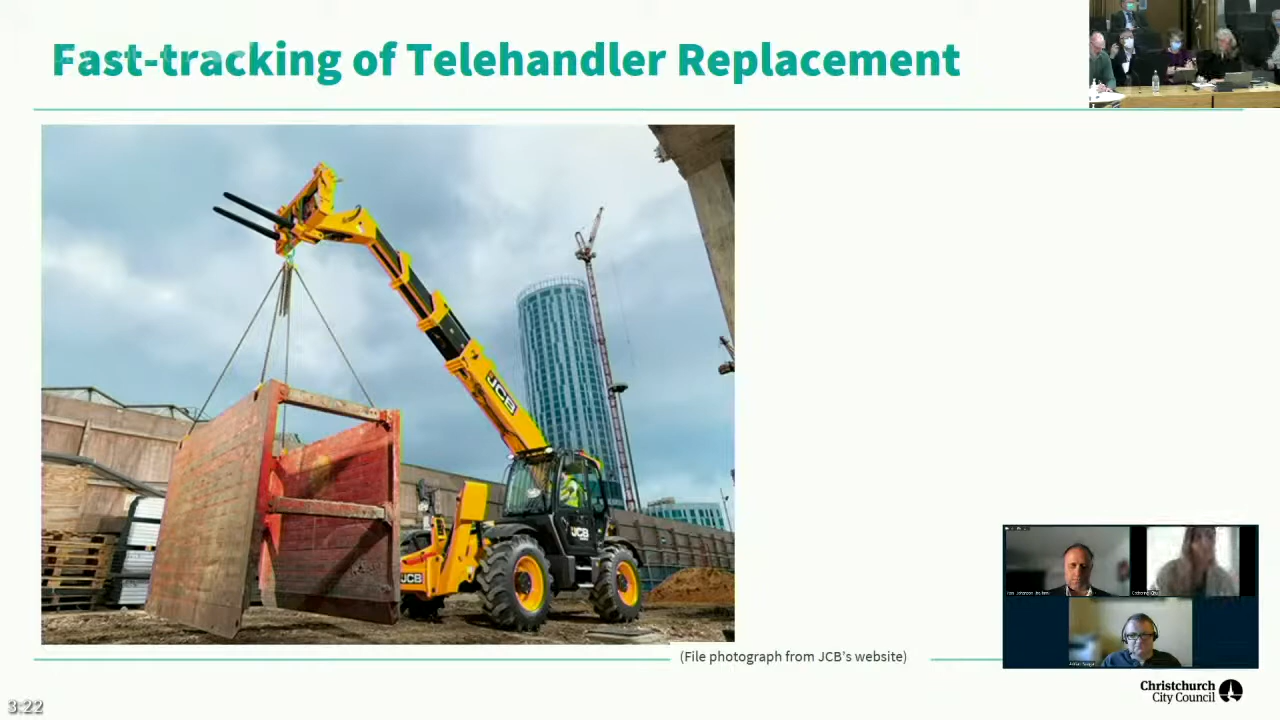 Fast-tracking of Telehandler Replacement
JCB
JCB
JCB
(File photograph from JCB's website)
Christchurch
City Council
3:22